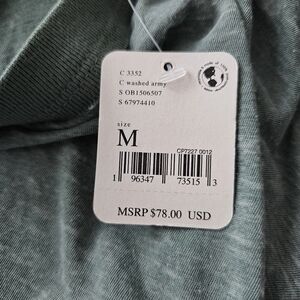 C 3352
C washed army
S OB1506507
S 67974410
size
M
CP7227 0012
1 96347 73515 3
MSRP $78.00 USD